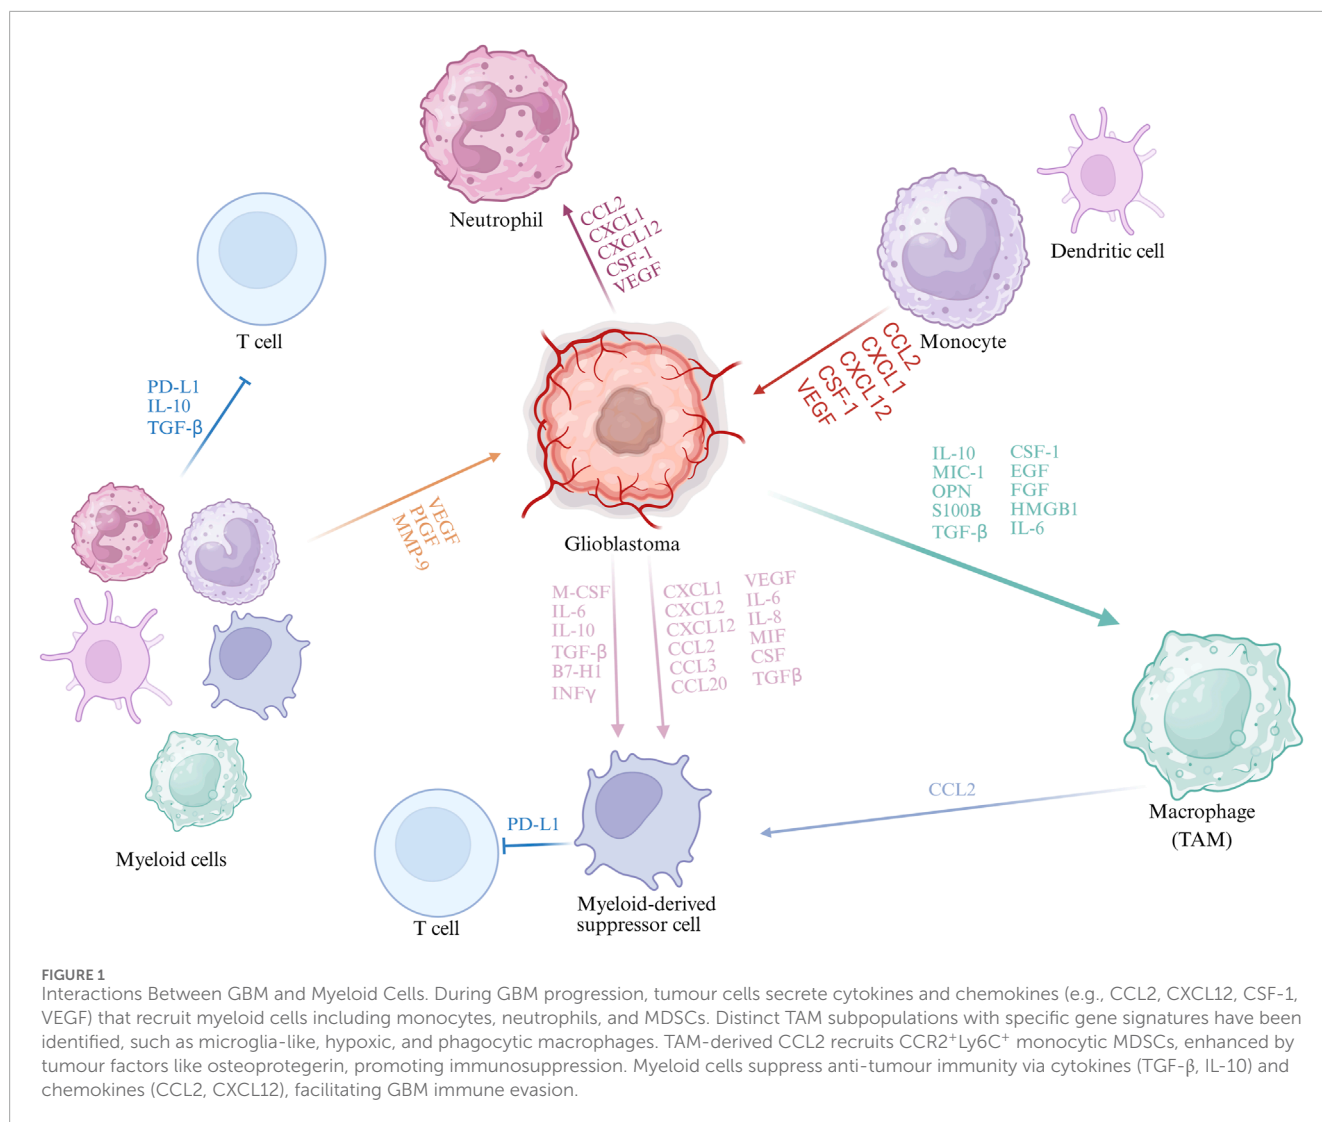 Neutrophil
CCL2
CXCL1
CXCL12
CSF-1
VEGF
Dendritic cell
Monocyte
CCL2
CXCL1
CXCL12
CSF-1
VEGF
T cell
PD-L1
IL-10
TGF-β
VEGF
PIGF
MMP-9
Glioblastoma
IL-10
MIC-1
OPN
S100B
TGF-β
CSF-1
EGF
FGF
HMGB1
IL-6
M-CSF
IL-6
IL-10
TGF-β
B7-H1
INFγ
CXCL1
CXCL2
CXCL12
CCL2
CCL3
CCL20
VEGF
IL-6
IL-8
MIF
CSF
TGFβ
Myeloid cells
CCL2
Macrophage
(TAM)
PD-L1
T cell
Myeloid-derived
suppressor cell
FIGURE 1
Interactions Between GBM and Myeloid Cells. During GBM progression, tumour cells secrete cytokines and chemokines (e.g., CCL2, CXCL12, CSF-1,
VEGF) that recruit myeloid cells including monocytes, neutrophils, and MDSCs. Distinct TAM subpopulations with specific gene signatures have been
identified, such as microglia-like, hypoxic, and phagocytic macrophages. TAM-derived CCL2 recruits CCR2⁺Ly6C⁺ monocytic MDSCs, enhanced by
tumour factors like osteoprotegerin, promoting immunosuppression. Myeloid cells suppress anti-tumour immunity via cytokines (TGF-β, IL-10) and
chemokines (CCL2, CXCL12), facilitating GBM immune evasion.